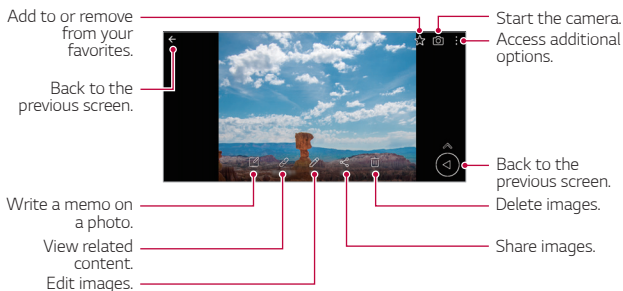 Add to or remove
from your
favorites.
Back to the
previous screen.
Start the camera.
Access additional
options.
Back to the
previous screen.
Delete images.
Share images.
Write a memo on
a photo.
View related
content.
Edit images.